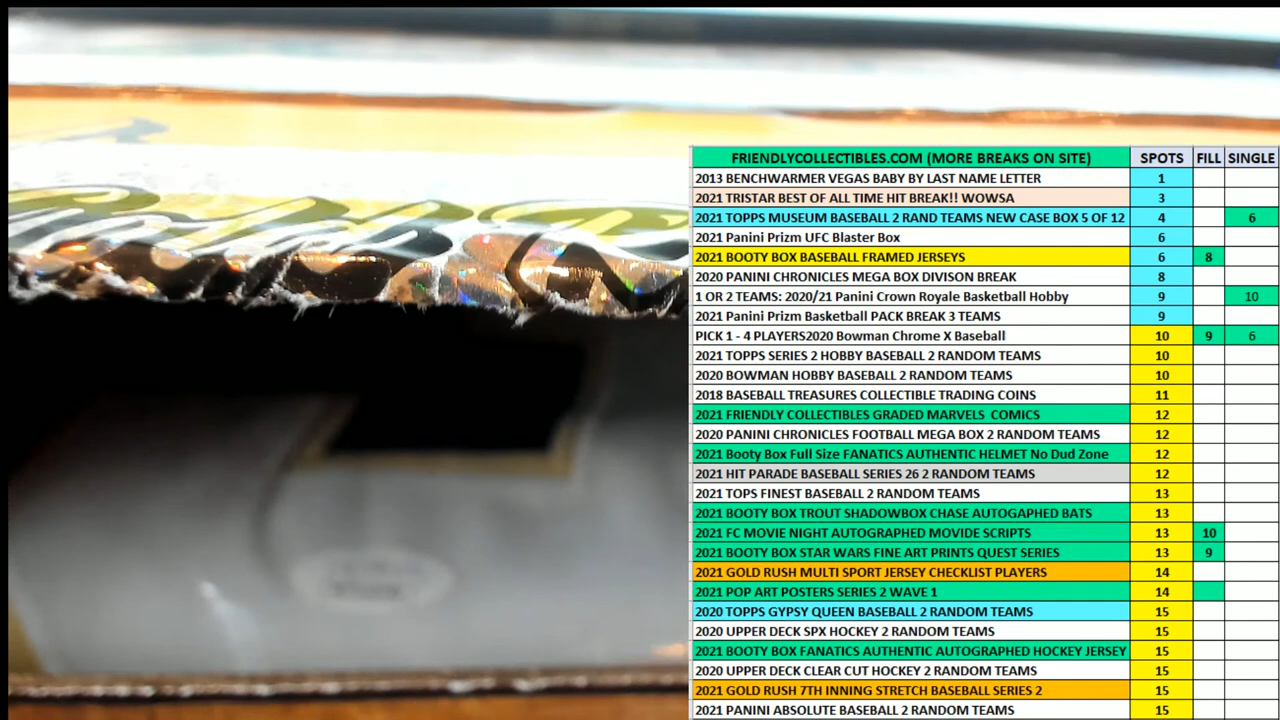 FRIENDLYCOLLECTIBLES.COM (MORE BREAKS ON SITE) SPOTS FILL SINGLE
2013 BENCHWARMER VEGAS BABY BY LAST NAME LETTER 1
2021 TRISTAR BEST OF ALL TIME HIT BREAK!! WOWSA 3
2021 TOPPS MUSEUM BASEBALL 2 RAND TEAMS NEW CASE BOX 5 OF 12 4 6
2021 Panini Prizm UFC Blaster Box 6
2021 BOOTY BOX BASEBALL FRAMED JERSEYS 6 8
2020 PANINI CHRONICLES MEGA BOX DIVISON BREAK 8
1 OR 2 TEAMS: 2020/21 Panini Crown Royale Basketball Hobby 9 10
2021 Panini Prizm Basketball PACK BREAK 3 TEAMS 9
PICK 1 - 4 PLAYERS2020 Bowman Chrome X Baseball 10 9 6
2021 TOPPS SERIES 2 HOBBY BASEBALL 2 RANDOM TEAMS 10
2020 BOWMAN HOBBY BASEBALL 2 RANDOM TEAMS 10
2018 BASEBALL TREASURES COLLECTIBLE TRADING COINS 11
2021 FRIENDLY COLLECTIBLES GRADED MARVELS COMICS 12
2020 PANINI CHRONICLES FOOTBALL MEGA BOX 2 RANDOM TEAMS 12
2021 Booty Box Full Size FANATICS AUTHENTIC HELMET No Dud Zone 12
2021 HIT PARADE BASEBALL SERIES 26 2 RANDOM TEAMS 12
2021 TOPS FINEST BASEBALL 2 RANDOM TEAMS 13
2021 BOOTY BOX TROUT SHADOWBOX CHASE AUTOGAPHED BATS 13
2021 FC MOVIE NIGHT AUTOGRAPHED MOVIDE SCRIPTS 13 10
2021 BOOTY BOX STAR WARS FINE ART PRINTS QUEST SERIES 13 9
2021 GOLD RUSH MULTI SPORT JERSEY CHECKLIST PLAYERS 14
2021 POP ART POSTERS SERIES 2 WAVE 1 14
2020 TOPPS GYPSY QUEEN BASEBALL 2 RANDOM TEAMS 15
2020 UPPER DECK SPX HOCKEY 2 RANDOM TEAMS 15
2021 BOOTY BOX FANATICS AUTHENTIC AUTOGRAPHED HOCKEY JERSEY 15
2020 UPPER DECK CLEAR CUT HOCKEY 2 RANDOM TEAMS 15
2021 GOLD RUSH 7TH INNING STRETCH BASEBALL SERIES 2 15
2021 PANINI ABSOLUTE BASEBALL 2 RANDOM TEAMS 15